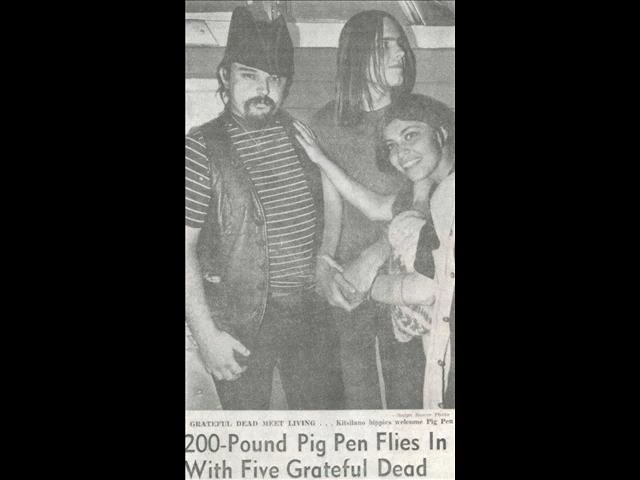 Photo
GRATEFUL DEAD MEET LIVING . . . Kitsilano hippies welcome Pig Pen
200-Pound Pig Pen Flies In
With Five Grateful Dead